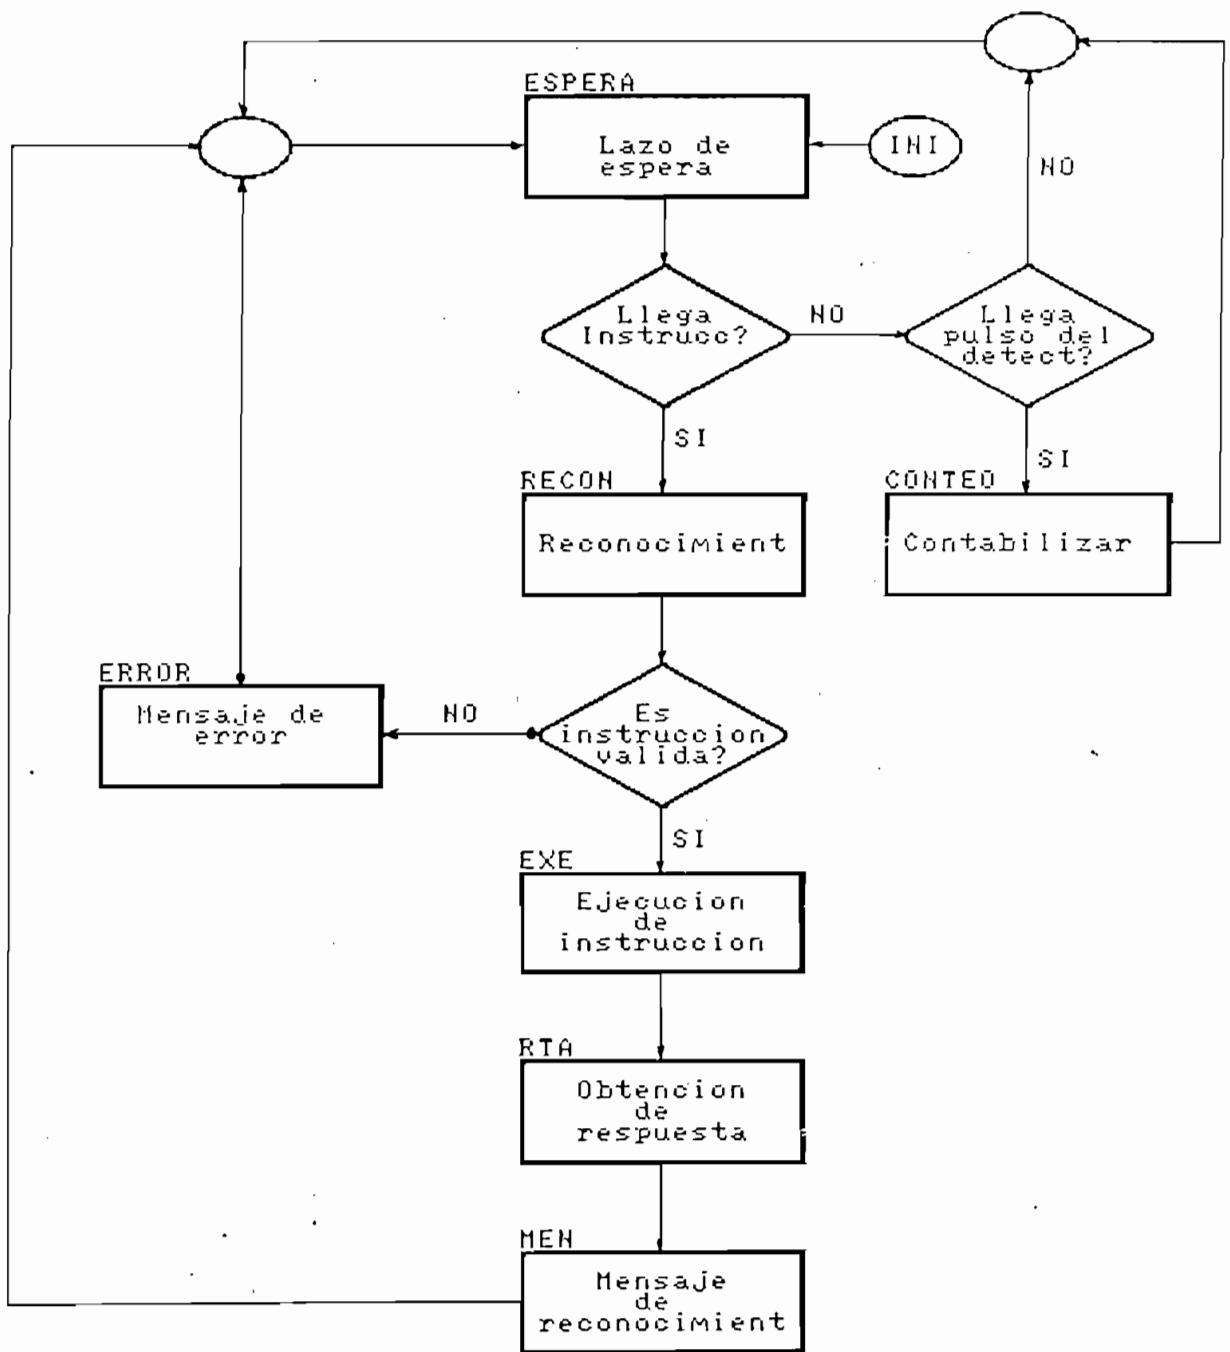 ESPERA
Lazo de
espera
INI
NO
Llega
Instrucc?
NO
Llega
pulso del
detect?
SI
SI
RECON
CONTEO
Reconocimient
Contabilizar
ERROR
Mensaje de
error
NO
Es
instruccion
valida?
SI
EXE
Ejecucion
de
instruccion
RTA
Obtencion
de
respuesta
MEN
Mensaje
de
reconocimient